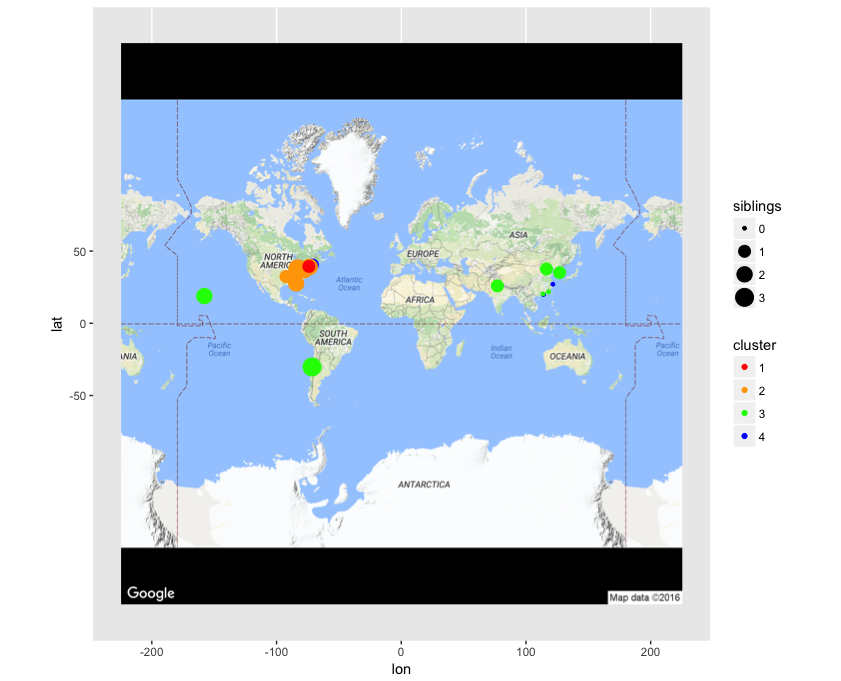 siblings
0
1
2
3
cluster
1
2
3
4
50
0
-50
lat
ASIA
NORTH
AMERIC
EUROPE
Atlantic
Ocean
AFRICA
SOUTH
AMERICA
Pacific
Ocean
Indian
Ocean
OCEANIA
ANIA
Pacific
Ocean
ANTARCTICA
Google
Map data ©2016
-200
-100
0
100
200
lon